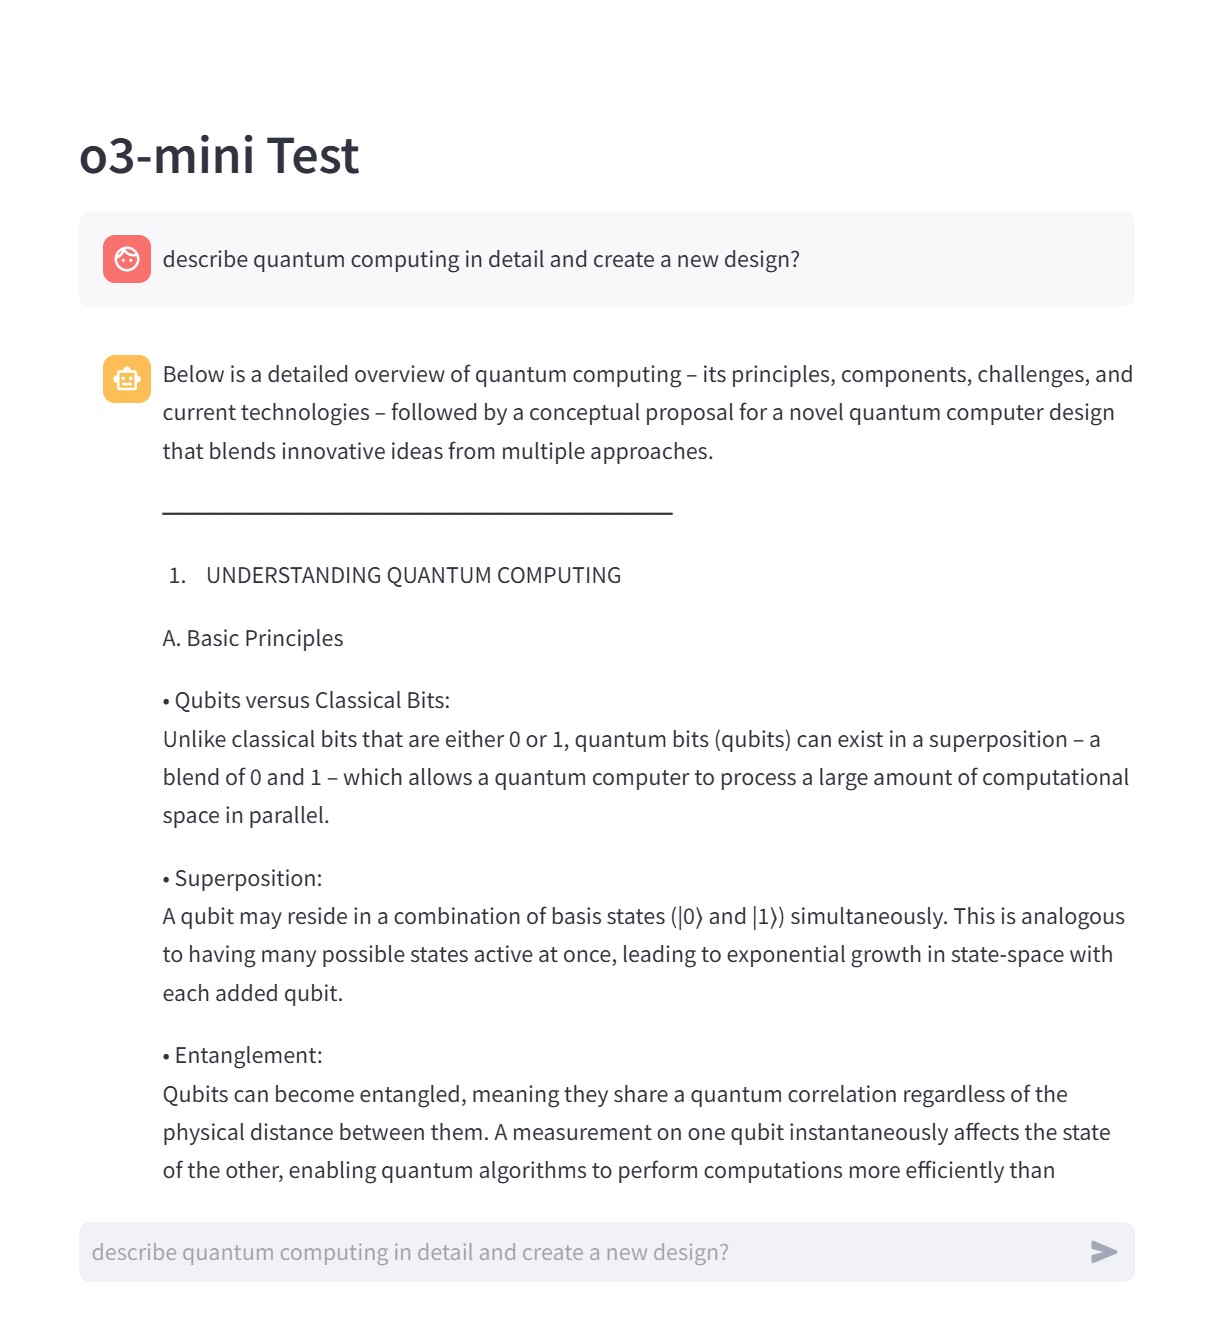 o3-mini Test
describe quantum computing in detail and create a new design?
Below is a detailed overview of quantum computing – its principles, components, challenges, and
current technologies – followed by a conceptual proposal for a novel quantum computer design
that blends innovative ideas from multiple approaches.
1. UNDERSTANDING QUANTUM COMPUTING
A. Basic Principles
• Qubits versus Classical Bits:
Unlike classical bits that are either 0 or 1, quantum bits (qubits) can exist in a superposition – a
blend of 0 and 1 – which allows a quantum computer to process a large amount of computational
space in parallel.
• Superposition:
A qubit may reside in a combination of basis states (|0⟩ and |1⟩) simultaneously. This is analogous
to having many possible states active at once, leading to exponential growth in state-space with
each added qubit.
• Entanglement:
Qubits can become entangled, meaning they share a quantum correlation regardless of the
physical distance between them. A measurement on one qubit instantaneously affects the state
of the other, enabling quantum algorithms to perform computations more efficiently than
describe quantum computing in detail and create a new design?